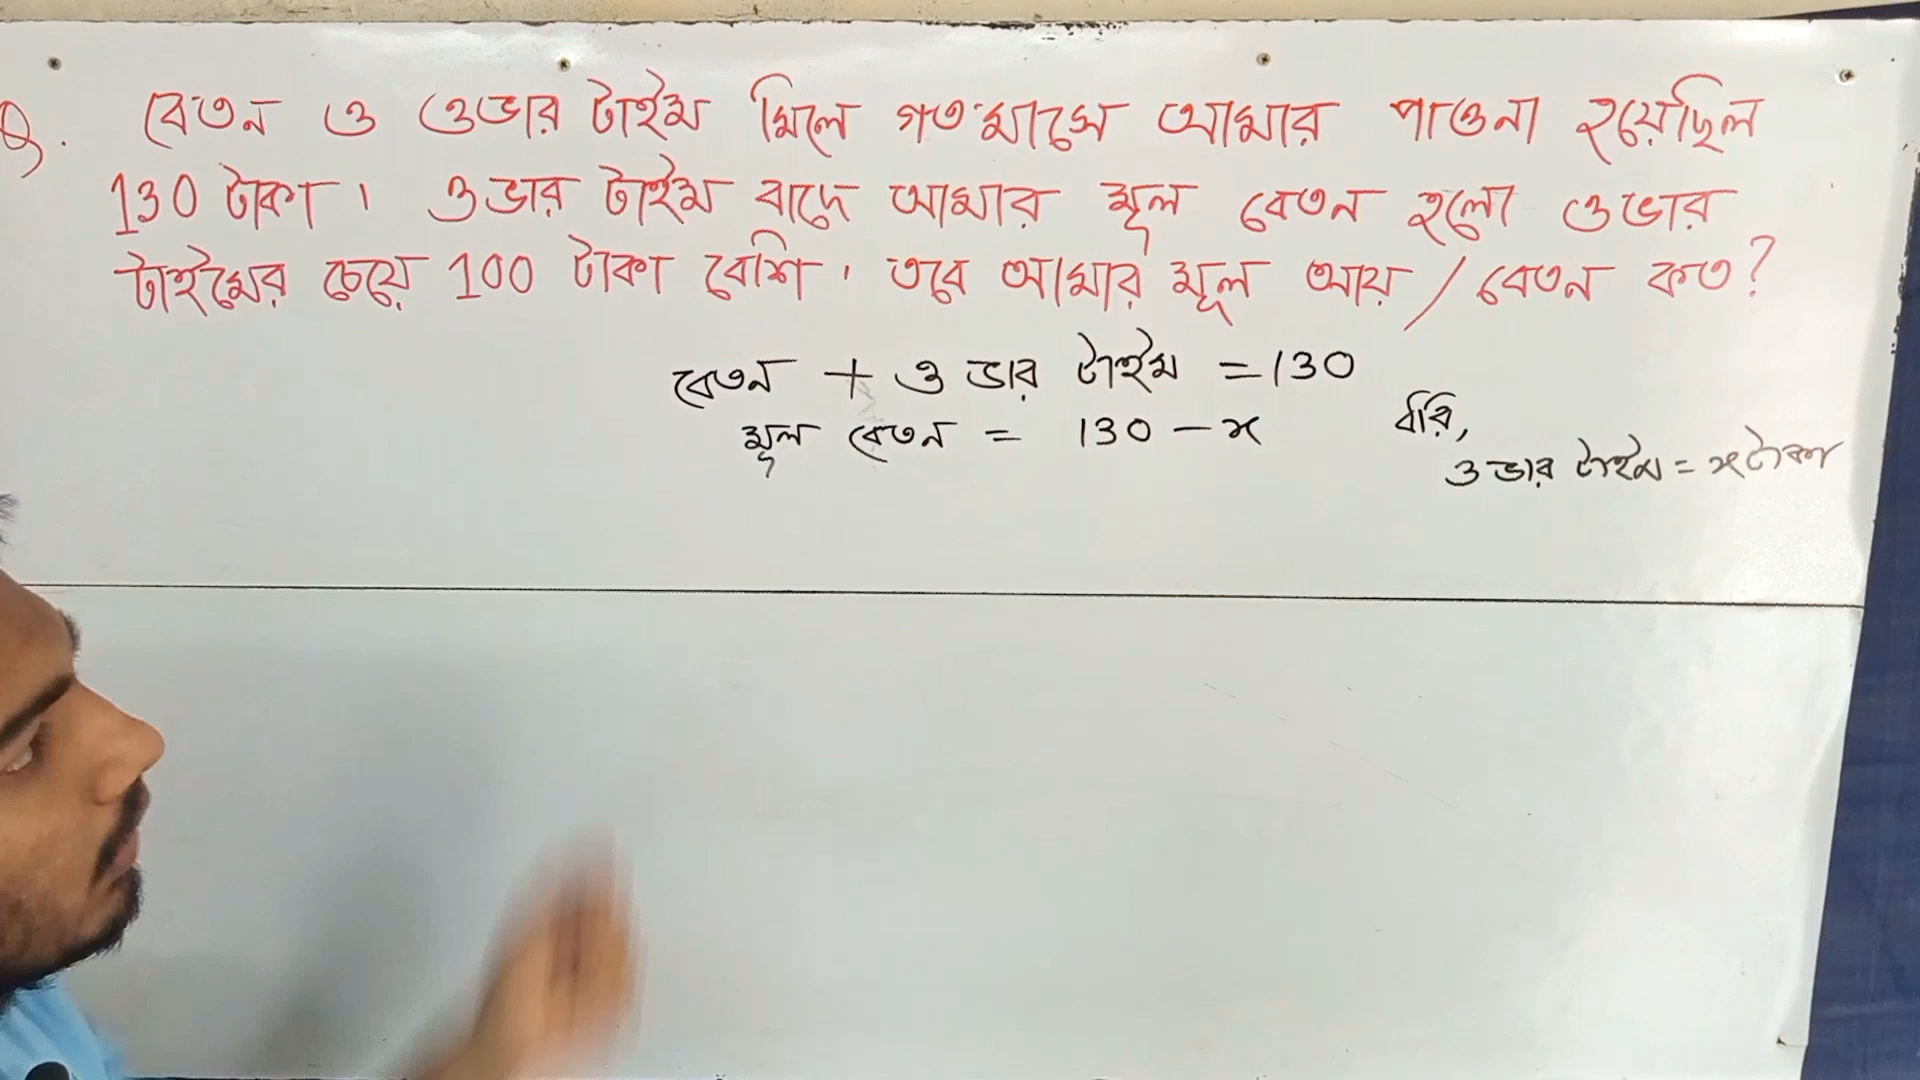 Q. বেতন ও ওভার টাইম মিলে গত মাসে আমার পাওনা হয়েছিল
130 টাকা। ওভার টাইম বাদে আমার মূল বেতন হলো ওভার
টাইমের চেয়ে 100 টাকা বেশি। তবে আমার মূল আয় / বেতন কত?
বেতন + ওভার টাইম = 130
মূল বেতন = 130 - x
ধরি,
ওভার টাইম = x টাকা